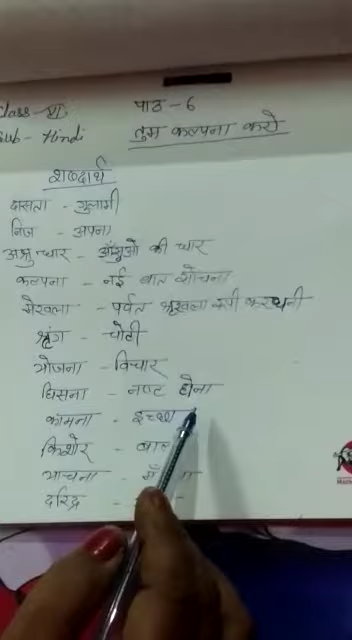 Class - VI पाठ - 6
Sub - Hindi तुम कल्पना करो
शब्दार्थ
दासता - गुलामी
निज - अपना
अश्रु-धार - आँशुओ की धार
कल्पना - नई बात सोचना
मेखला - पर्वत श्रृंखला रूपी करधनी
श्रृंग - चोटी
योजना - विचार
घिसना - नष्ट होना
कामना - इच्छा
किशोर -
याचना -
दरिद्र -